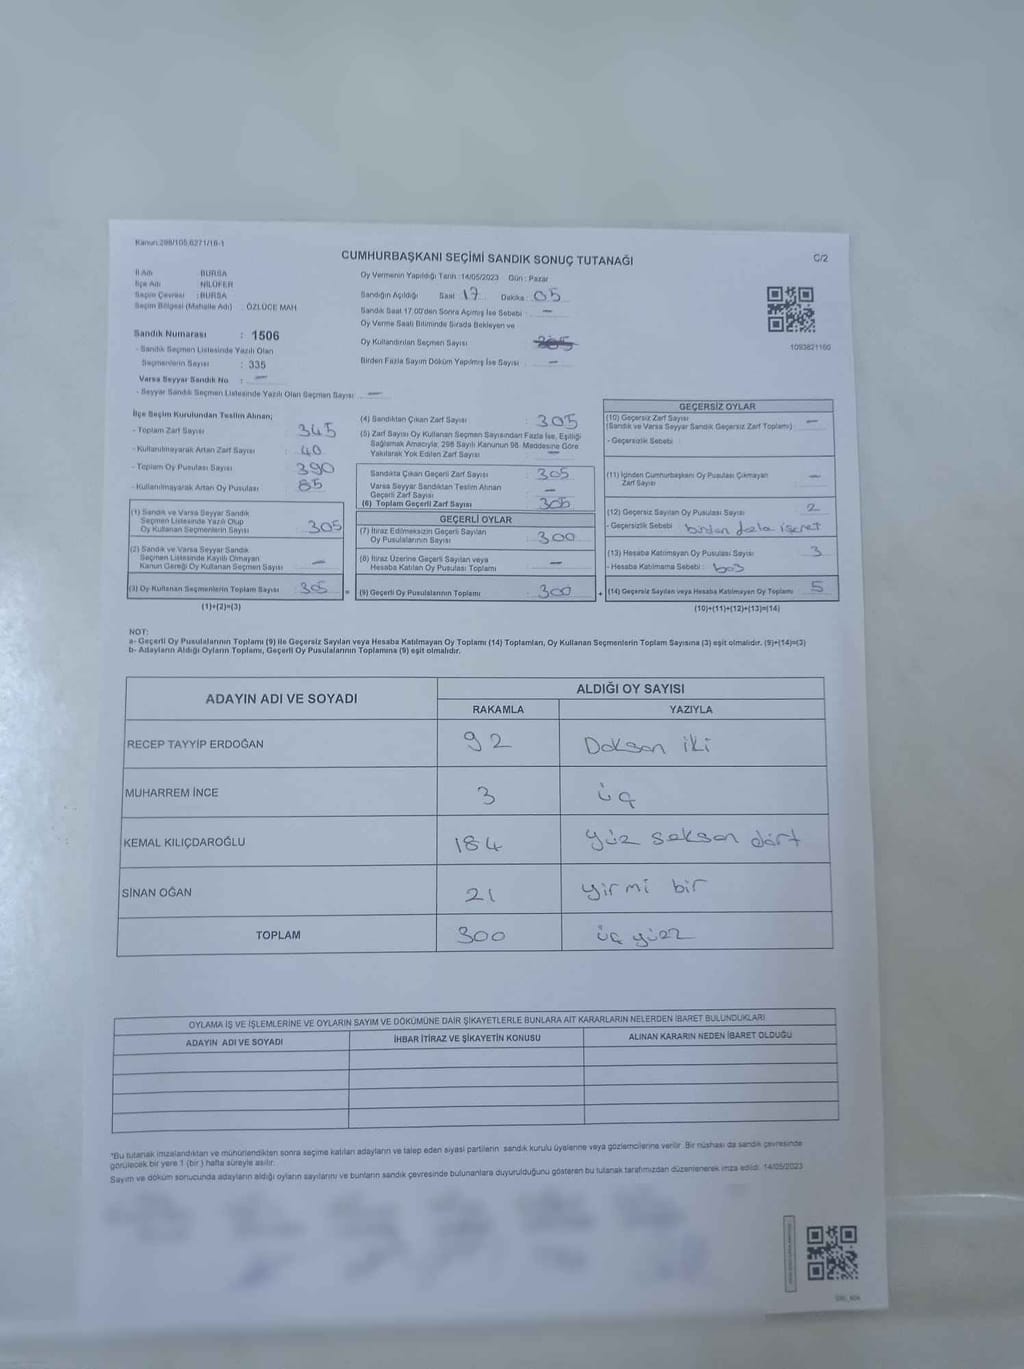 Kanun:298/105,6271/16-1
CUMHURBAŞKANI SEÇİMİ SANDIK SONUÇ TUTANAĞI
C/2
İl Adı BURSA
İlçe Adı NİLÜFER
Seçim Çevresi :BURSA
Seçim Bölgesi (Mahalle Adı) : ÖZLÜCE MAH
Sandık Numarası : 1506
- Sandık Seçmen Listesinde Yazılı Olan
Seçmenlerin Sayısı : 335
Varsa Seyyar Sandık No : —
- Seyyar Sandık Seçmen Listesinde Yazılı Olan Seçmen Sayısı : —
Oy Vermenin Yapıldığı Tarih :14/05/2023 Gün : Pazar
Sandığın Açıldığı Saat : 17 Dakika : 05
Sandık Saat 17:00'den Sonra Açılmış İse Sebebi : —
Oy Verme Saati Bitiminde Sırada Bekleyen ve
Oy Kullandırılan Seçmen Sayısı
Birden Fazla Sayım Döküm Yapılmış İse Sayısı : —
1093821160
İlçe Seçim Kurulundan Teslim Alınan;
- Toplam Zarf Sayısı : 345
- Kullanılmayarak Artan Zarf Sayısı : 40
- Toplam Oy Pusulası Sayısı : 390
- Kullanılmayarak Artan Oy Pusulası : 85
(1) Sandık ve Varsa Seyyar Sandık
Seçmen Listesinde Yazılı Olup
Oy Kullanan Seçmenlerin Sayısı : 305
(2) Sandık ve Varsa Seyyar Sandık
Seçmen Listesinde Kayıtlı Olmayan
Kanun Gereği Oy Kullanan Seçmen Sayısı : —
(3) Oy Kullanan Seçmenlerin Toplam Sayısı : 305 =
(1)+(2)=(3)
(4) Sandıktan Çıkan Zarf Sayısı : 305
(5) Zarf Sayısı Oy Kullanan Seçmen Sayısından Fazla İse, Eşitliği
Sağlamak Amacıyla; 298 Sayılı Kanunun 98. Maddesine Göre
Yakılarak Yok Edilen Zarf Sayısı : —
Sandıkta Çıkan Geçerli Zarf Sayısı : 305
Varsa Seyyar Sandıktan Teslim Alınan
Geçerli Zarf Sayısı : —
(6) Toplam Geçerli Zarf Sayısı : 305
GEÇERLİ OYLAR
(7) İtiraz Edilmeksizin Geçerli Sayılan
Oy Pusulalarının Sayısı : 300
(8) İtiraz Üzerine Geçerli Sayılan veya
Hesaba Katılan Oy Pusulası Toplamı : —
(9) Geçerli Oy Pusulalarının Toplamı : 300 +
GEÇERSİZ OYLAR
(10) Geçersiz Zarf Sayısı
(Sandık ve Varsa Seyyar Sandık Geçersiz Zarf Toplamı) : —
- Geçersizlik Sebebi :
(11) İçinden Cumhurbaşkanı Oy Pusulası Çıkmayan
Zarf Sayısı : —
(12) Geçersiz Sayılan Oy Pusulası Sayısı : 2
- Geçersizlik Sebebi : birden fazla işaret
(13) Hesaba Katılmayan Oy Pusulası Sayısı : 3
- Hesaba Katılmama Sebebi : boş
(14) Geçersiz Sayılan veya Hesaba Katılmayan Oy Toplamı : 5
(10)+(11)+(12)+(13)=(14)
NOT:
a- Geçerli Oy Pusulalarının Toplamı (9) ile Geçersiz Sayılan veya Hesaba Katılmayan Oy Toplamı (14) Toplamları, Oy Kullanan Seçmenlerin Toplam Sayısına (3) eşit olmalıdır. (9)+(14)=(3)
b- Adayların Aldığı Oyların Toplamı, Geçerli Oy Pusulalarının Toplamına (9) eşit olmalıdır.
ADAYIN ADI VE SOYADI ALDIĞI OY SAYISI
RAKAMLA YAZIYLA
RECEP TAYYİP ERDOĞAN 92 Doksan iki
MUHARREM İNCE 3 üç
KEMAL KILIÇDAROĞLU 184 yüz seksen dört
SİNAN OĞAN 21 yirmi bir
TOPLAM 300 üç yüz
OYLAMA İŞ VE İŞLEMLERİNE VE OYLARIN SAYIM VE DÖKÜMÜNE DAİR ŞİKAYETLERLE BUNLARA AİT KARARLARIN NELERDEN İBARET BULUNDUKLARI
ADAYIN ADI VE SOYADI İHBAR İTİRAZ VE ŞİKAYETİN KONUSU ALINAN KARARIN NEDEN İBARET OLDUĞU
*Bu tutanak imzalandıktan ve mühürlendikten sonra seçime katılan adayların ve talep eden siyasi partilerin sandık kurulu üyelerine veya gözlemcilerine verilir. Bir nüshası da sandık çevresinde
görülecek bir yere 1 (bir) hafta süreyle asılır.
Sayım ve döküm sonucunda adayların aldığı oyların sayılarını ve bunların sandık çevresinde bulunanlara duyurulduğunu gösteren bu tutanak tarafımızdan düzenlenerek imza edildi. 14/05/2023